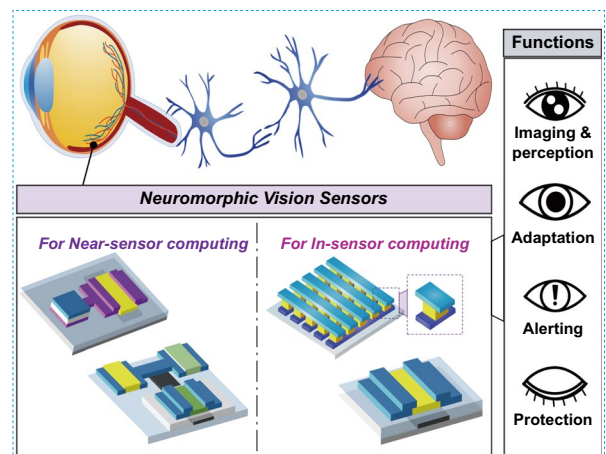 Functions
Imaging &
perception
Adaptation
Alerting
Protection
Neuromorphic Vision Sensors
For Near-sensor computing
For In-sensor computing